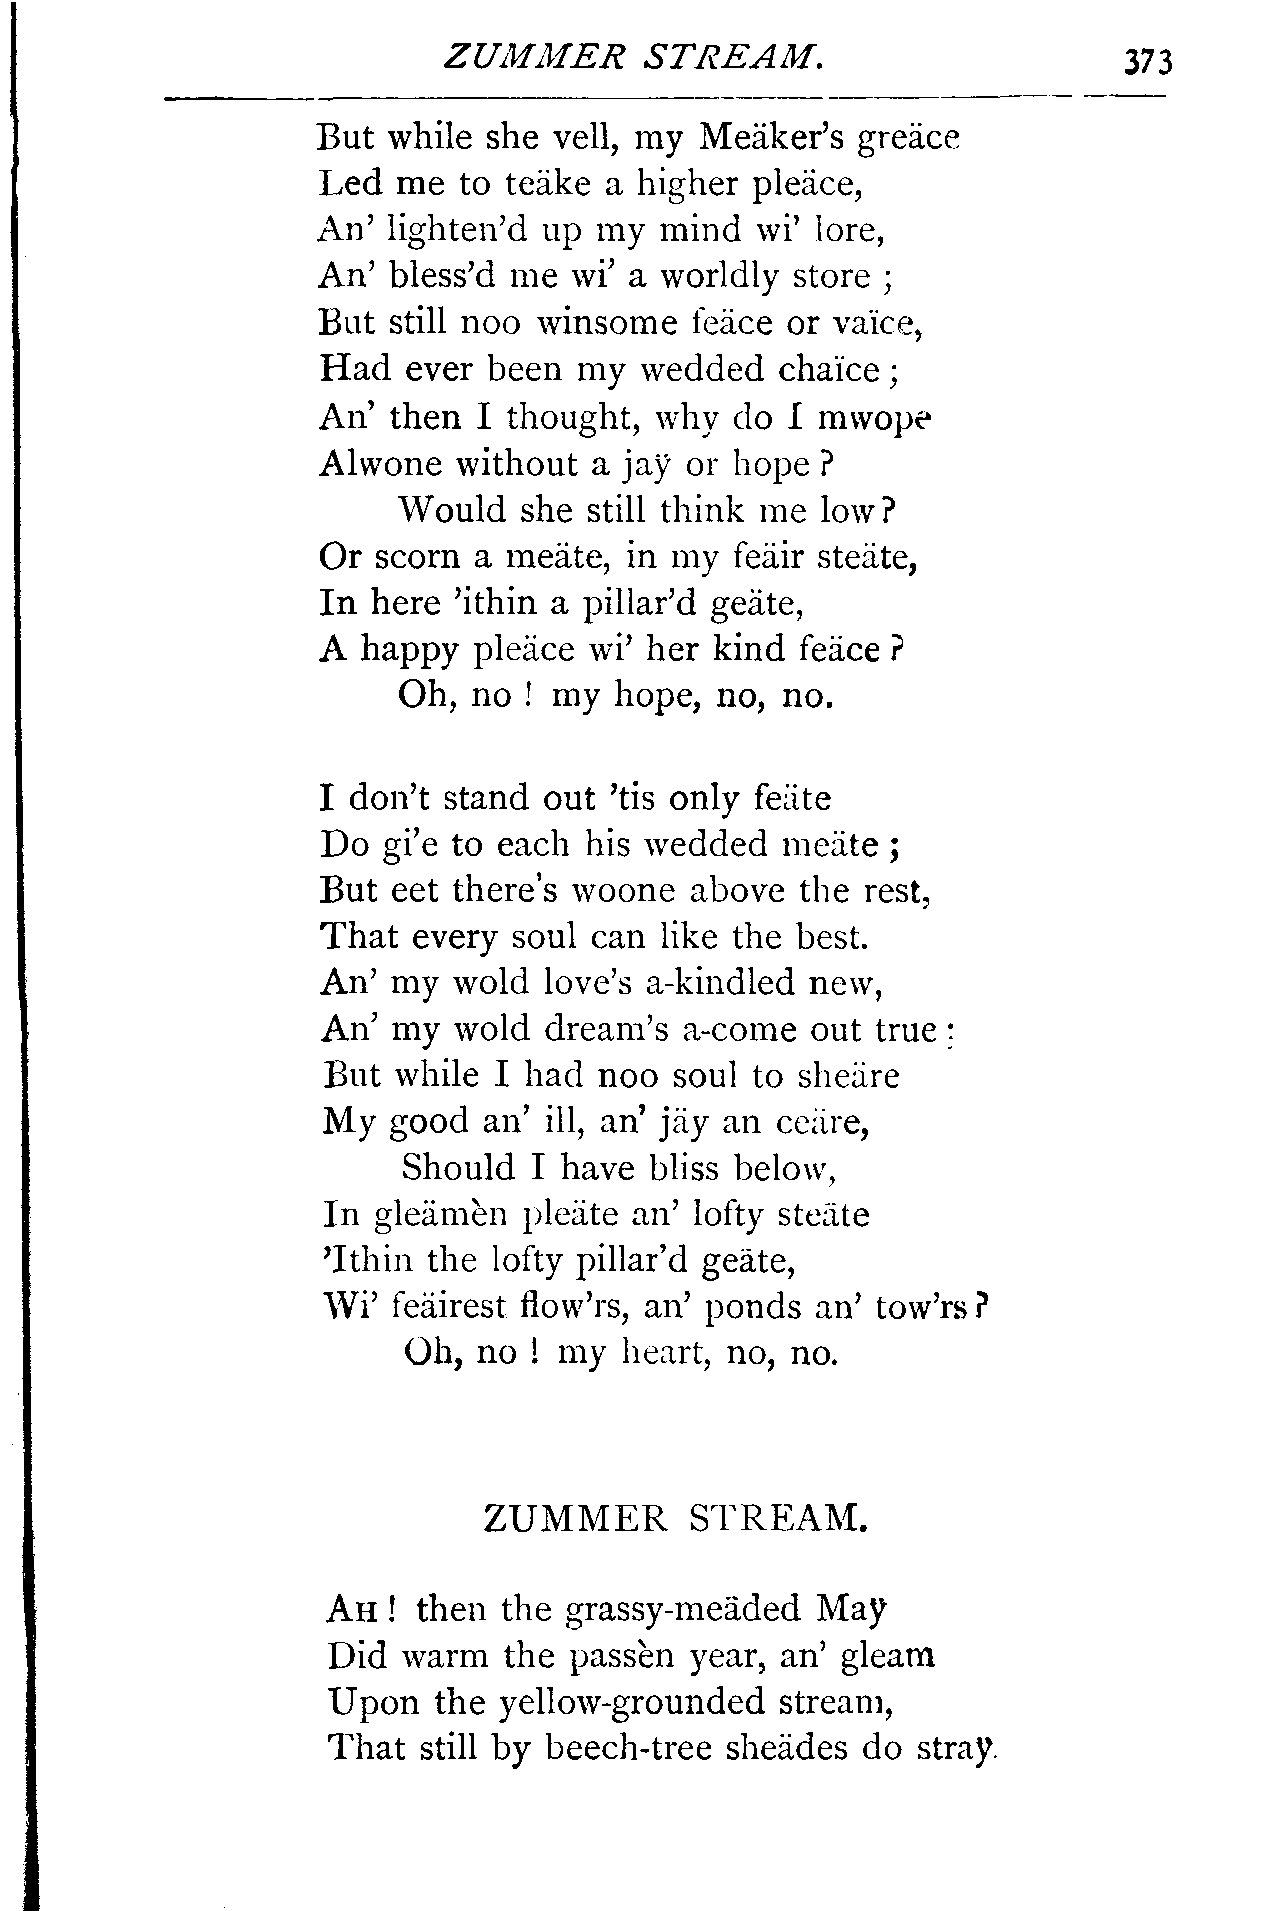 ZUMMER STREAM. 373
But while she vell, my Meäker's greäce
Led me to teäke a higher pleäce,
An' lighten'd up my mind wi' lore,
An' bless'd me wi' a worldly store ;
But still noo winsome feäce or vaïce,
Had ever been my wedded chaïce ;
An' then I thought, why do I mwope
Alwone without a jaÿ or hope ?
Would she still think me low ?
Or scorn a meäte, in my feäir steäte,
In here 'ithin a pillar'd geäte,
A happy pleäce wi' her kind feäce ?
Oh, no ! my hope, no, no.
I don't stand out 'tis only feäte
Do gi'e to each his wedded meäte ;
But eet there's woone above the rest,
That every soul can like the best.
An' my wold love's a-kindled new,
An' my wold dream's a-come out true :
But while I had noo soul to sheäre
My good an' ill, an' jäy an ceäre,
Should I have bliss below,
In gleämèn pleäte an' lofty steäte
'Ithin the lofty pillar'd geäte,
Wi' feäirest flow'rs, an' ponds an' tow'rs ?
Oh, no ! my heart, no, no.
ZUMMER STREAM.
AH ! then the grassy-meäded May
Did warm the passèn year, an' gleam
Upon the yellow-grounded stream,
That still by beech-tree sheädes do stray.